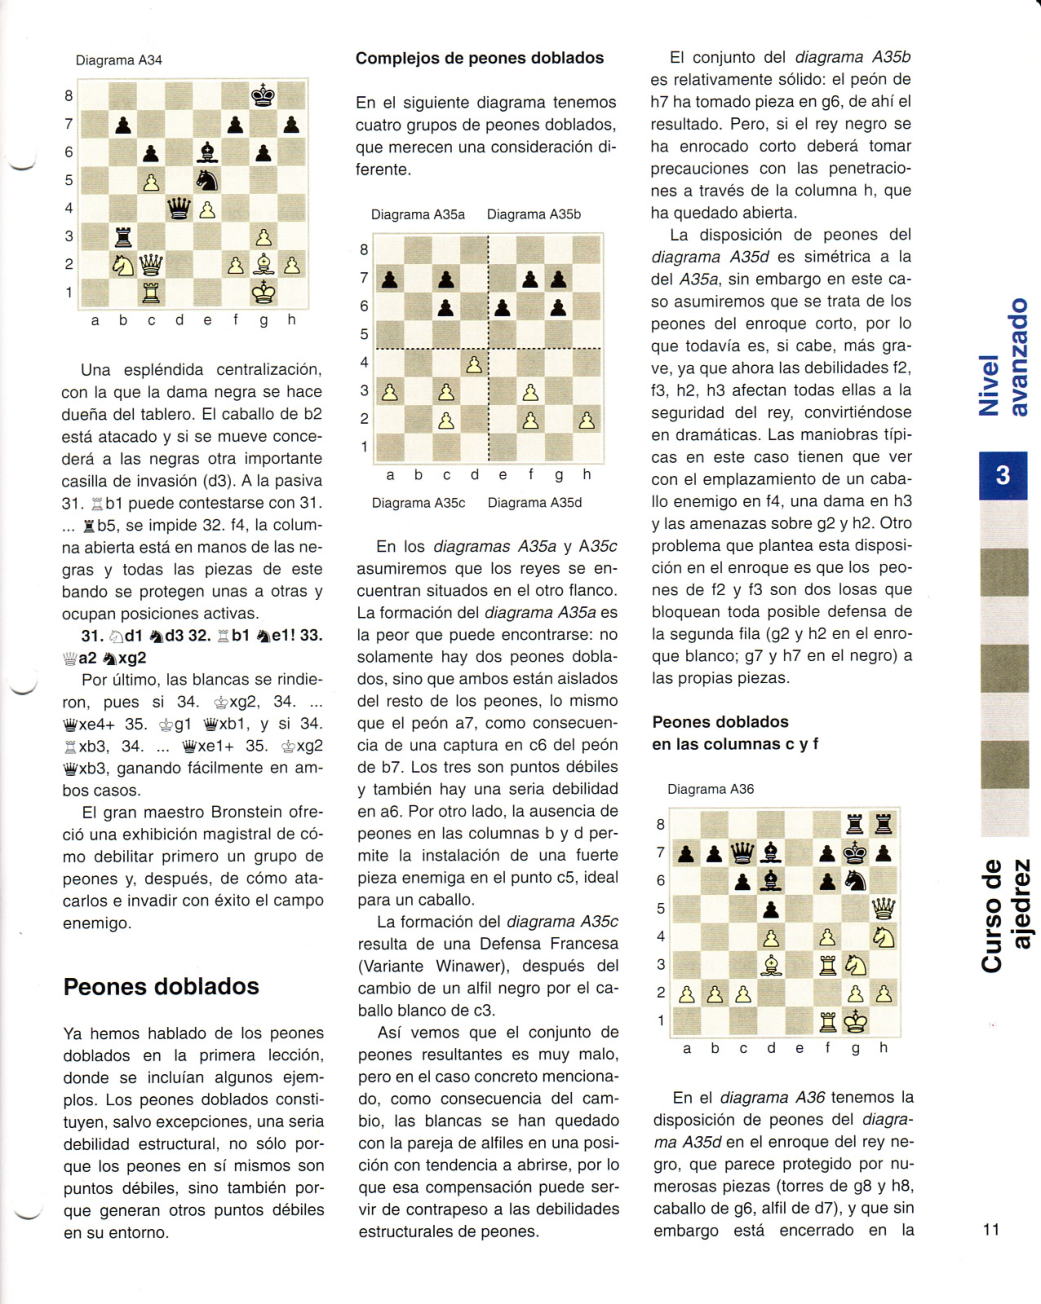 Diagrama A34
8
7
6
5
4
3
2
1
a b c d e f g h
Una espléndida centralización,
con la que la dama negra se hace
dueña del tablero. El caballo de b2
está atacado y si se mueve conce-
derá a las negras otra importante
casilla de invasión (d3). A la pasiva
31. ♖b1 puede contestarse con 31.
... ♜b5, se impide 32. f4, la colum-
na abierta está en manos de las ne-
gras y todas las piezas de este
bando se protegen unas a otras y
ocupan posiciones activas.
31. ♘d1 ♞d3 32. ♖b1 ♞e1! 33.
♕a2 ♞xg2
Por último, las blancas se rindie-
ron, pues si 34. ♔xg2, 34. ...
♛xe4+ 35. ♔g1 ♛xb1, y si 34.
♖xb3, 34. ... ♛xe1+ 35. ♔xg2
♛xb3, ganando fácilmente en am-
bos casos.
El gran maestro Bronstein ofre-
ció una exhibición magistral de có-
mo debilitar primero un grupo de
peones y, después, de cómo ata-
carlos e invadir con éxito el campo
enemigo.
Peones doblados
Ya hemos hablado de los peones
doblados en la primera lección,
donde se incluían algunos ejem-
plos. Los peones doblados consti-
tuyen, salvo excepciones, una seria
debilidad estructural, no sólo por-
que los peones en sí mismos son
puntos débiles, sino también por-
que generan otros puntos débiles
en su entorno.
Complejos de peones doblados
En el siguiente diagrama tenemos
cuatro grupos de peones doblados,
que merecen una consideración di-
ferente.
Diagrama A35a Diagrama A35b
8
7
6
5
4
3
2
1
a b c d e f g h
Diagrama A35c Diagrama A35d
En los diagramas A35a y A35c
asumiremos que los reyes se en-
cuentran situados en el otro flanco.
La formación del diagrama A35a es
la peor que puede encontrarse: no
solamente hay dos peones dobla-
dos, sino que ambos están aislados
del resto de los peones, lo mismo
que el peón a7, como consecuen-
cia de una captura en c6 del peón
de b7. Los tres son puntos débiles
y también hay una seria debilidad
en a6. Por otro lado, la ausencia de
peones en las columnas b y d per-
mite la instalación de una fuerte
pieza enemiga en el punto c5, ideal
para un caballo.
La formación del diagrama A35c
resulta de una Defensa Francesa
(Variante Winawer), después del
cambio de un alfil negro por el ca-
ballo blanco de c3.
Así vemos que el conjunto de
peones resultantes es muy malo,
pero en el caso concreto menciona-
do, como consecuencia del cam-
bio, las blancas se han quedado
con la pareja de alfiles en una posi-
ción con tendencia a abrirse, por lo
que esa compensación puede ser-
vir de contrapeso a las debilidades
estructurales de peones.
El conjunto del diagrama A35b
es relativamente sólido: el peón de
h7 ha tomado pieza en g6, de ahí el
resultado. Pero, si el rey negro se
ha enrocado corto deberá tomar
precauciones con las penetracio-
nes a través de la columna h, que
ha quedado abierta.
La disposición de peones del
diagrama A35d es simétrica a la
del A35a, sin embargo en este ca-
so asumiremos que se trata de los
peones del enroque corto, por lo
que todavía es, si cabe, más gra-
ve, ya que ahora las debilidades f2,
f3, h2, h3 afectan todas ellas a la
seguridad del rey, convirtiéndose
en dramáticas. Las maniobras típi-
cas en este caso tienen que ver
con el emplazamiento de un caba-
llo enemigo en f4, una dama en h3
y las amenazas sobre g2 y h2. Otro
problema que plantea esta disposi-
ción en el enroque es que los peo-
nes de f2 y f3 son dos losas que
bloquean toda posible defensa de
la segunda fila (g2 y h2 en el enro-
que blanco; g7 y h7 en el negro) a
las propias piezas.
Peones doblados
en las columnas c y f
Diagrama A36
8
7
6
5
4
3
2
1
a b c d e f g h
En el diagrama A36 tenemos la
disposición de peones del diagra-
ma A35d en el enroque del rey ne-
gro, que parece protegido por nu-
merosas piezas (torres de g8 y h8,
caballo de g6, alfil de d7), y que sin
embargo está encerrado en la
Nivel
avanzado
3
Curso de
ajedrez
11